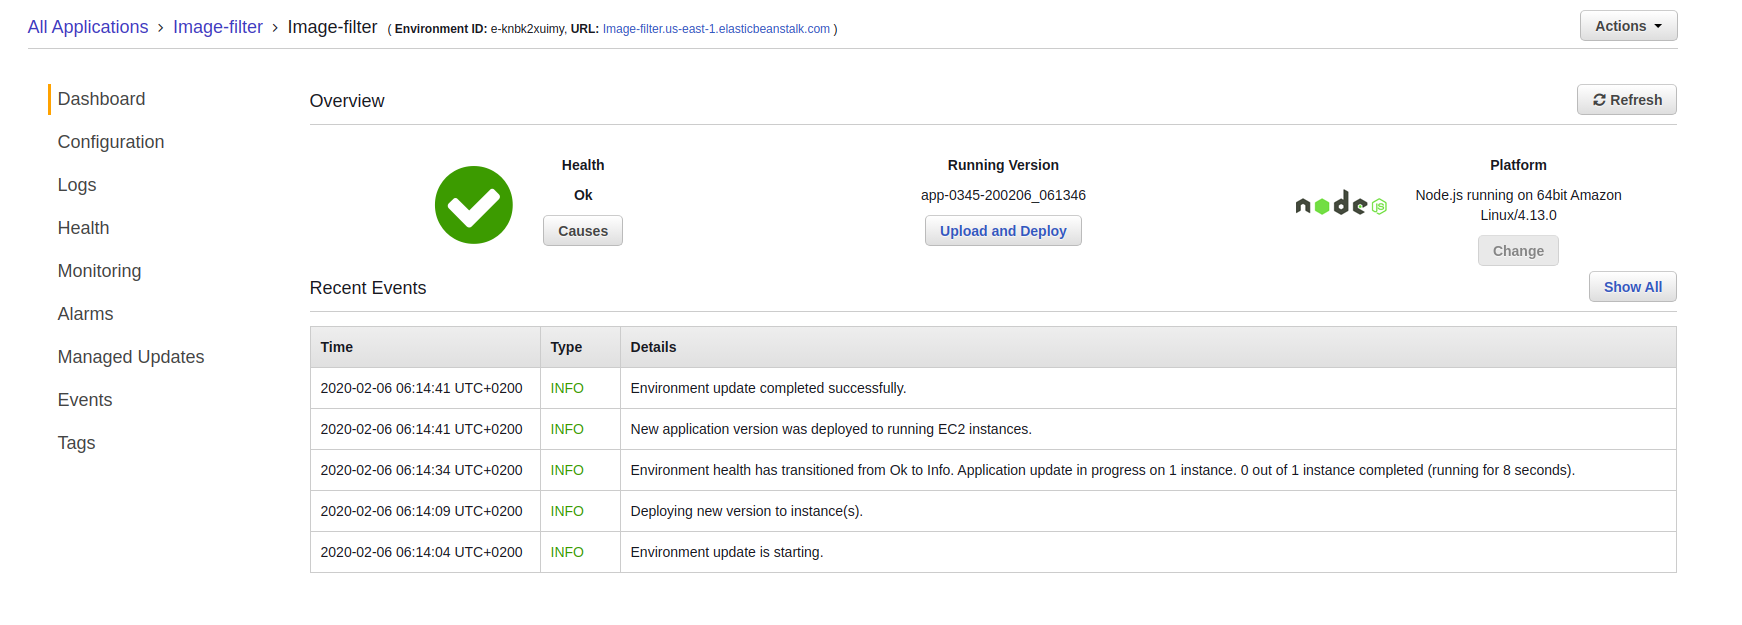 All Applications › Image-filter › Image-filter ( Environment ID: e-knbk2xuimy, URL: Image-filter.us-east-1.elasticbeanstalk.com )
Actions
Dashboard
Configuration
Logs
Health
Monitoring
Alarms
Managed Updates
Events
Tags
Overview
Refresh
Health
Ok
Causes
Running Version
app-0345-200206_061346
Upload and Deploy
node JS
Platform
Node.js running on 64bit Amazon
Linux/4.13.0
Change
Recent Events
Show All
Time Type Details
2020-02-06 06:14:41 UTC+0200 INFO Environment update completed successfully.
2020-02-06 06:14:41 UTC+0200 INFO New application version was deployed to running EC2 instances.
2020-02-06 06:14:34 UTC+0200 INFO Environment health has transitioned from Ok to Info. Application update in progress on 1 instance. 0 out of 1 instance completed (running for 8 seconds).
2020-02-06 06:14:09 UTC+0200 INFO Deploying new version to instance(s).
2020-02-06 06:14:04 UTC+0200 INFO Environment update is starting.